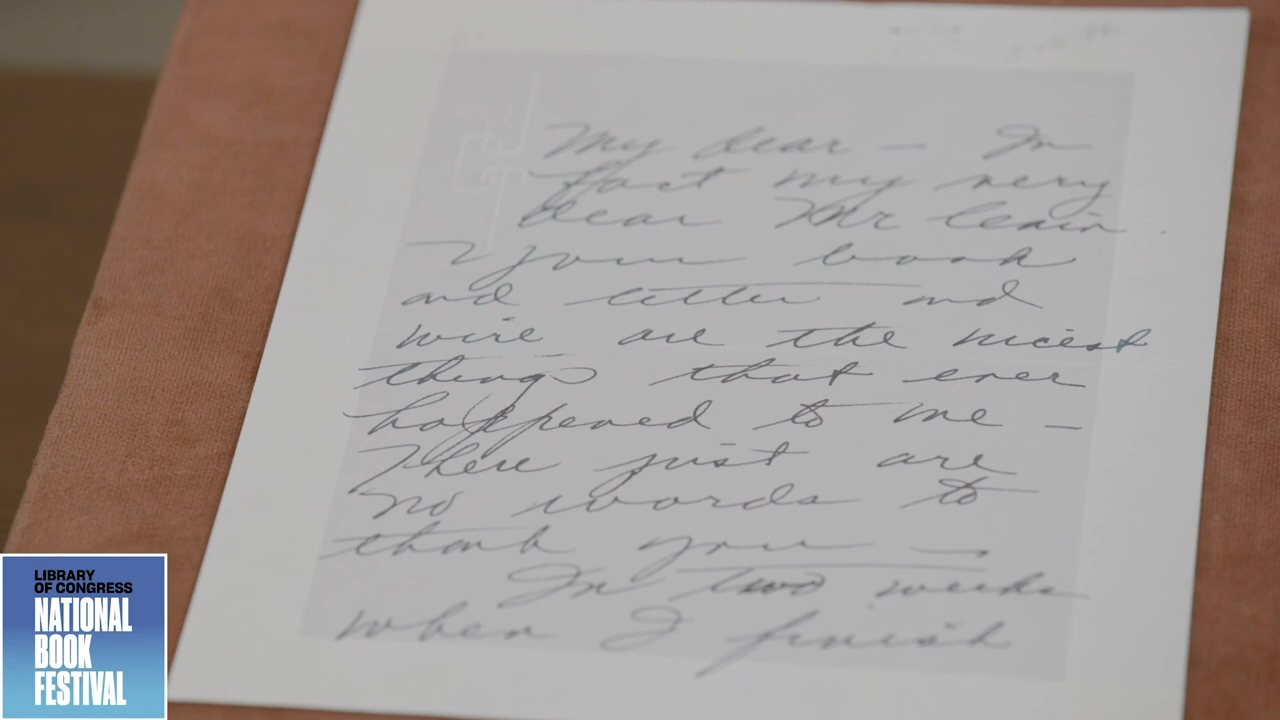 My dear — In
fact my very
dear Mr Cerin
— your book
and letter and
wire are the nicest
things that ever
happened to me —
There just are
no words to
thank you —
In two weeks
when I finish
LIBRARY
OF CONGRESS
NATIONAL
BOOK
FESTIVAL